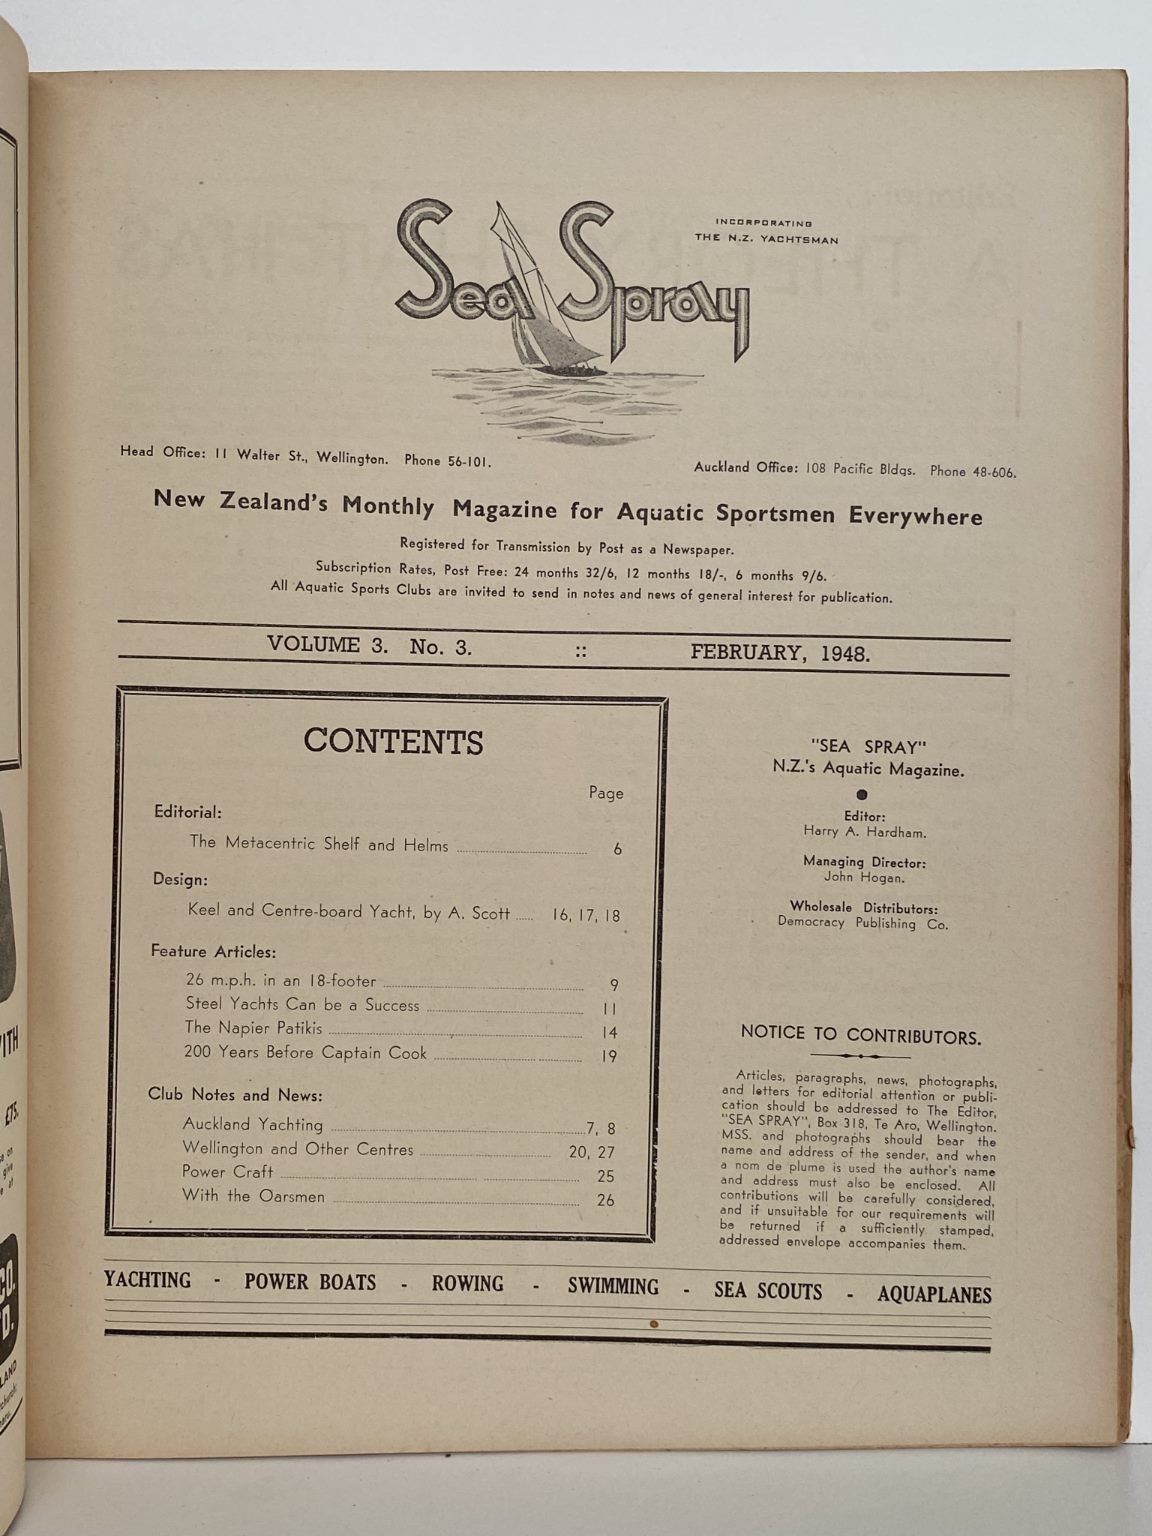 Sea Spray
INCORPORATING
THE N.Z. YACHTSMAN
Head Office: 11 Walter St., Wellington. Phone 56-101.
Auckland Office: 108 Pacific Bldgs. Phone 48-606.
New Zealand's Monthly Magazine for Aquatic Sportsmen Everywhere
Registered for Transmission by Post as a Newspaper.
Subscription Rates, Post Free: 24 months 32/6, 12 months 18/-, 6 months 9/6.
All Aquatic Sports Clubs are invited to send in notes and news of general interest for publication.
VOLUME 3. No. 3. :: FEBRUARY, 1948.
CONTENTS
Page
Editorial:
The Metacentric Shelf and Helms 6
Design:
Keel and Centre-board Yacht, by A. Scott 16, 17, 18
Feature Articles:
26 m.p.h. in an 18-footer 9
Steel Yachts Can be a Success 11
The Napier Patikis 14
200 Years Before Captain Cook 19
Club Notes and News:
Auckland Yachting 7, 8
Wellington and Other Centres 20, 27
Power Craft 25
With the Oarsmen 26
"SEA SPRAY"
N.Z.'s Aquatic Magazine.
Editor:
Harry A. Hardham.
Managing Director:
John Hogan.
Wholesale Distributors:
Democracy Publishing Co.
NOTICE TO CONTRIBUTORS.
Articles, paragraphs, news, photographs,
and letters for editorial attention or publi-
cation should be addressed to The Editor,
"SEA SPRAY", Box 318, Te Aro, Wellington.
MSS. and photographs should bear the
name and address of the sender, and when
a nom de plume is used the author's name
and address must also be enclosed. All
contributions will be carefully considered,
and if unsuitable for our requirements will
be returned if a sufficiently stamped,
addressed envelope accompanies them.
YACHTING - POWER BOATS - ROWING - SWIMMING - SEA SCOUTS - AQUAPLANES
£75.